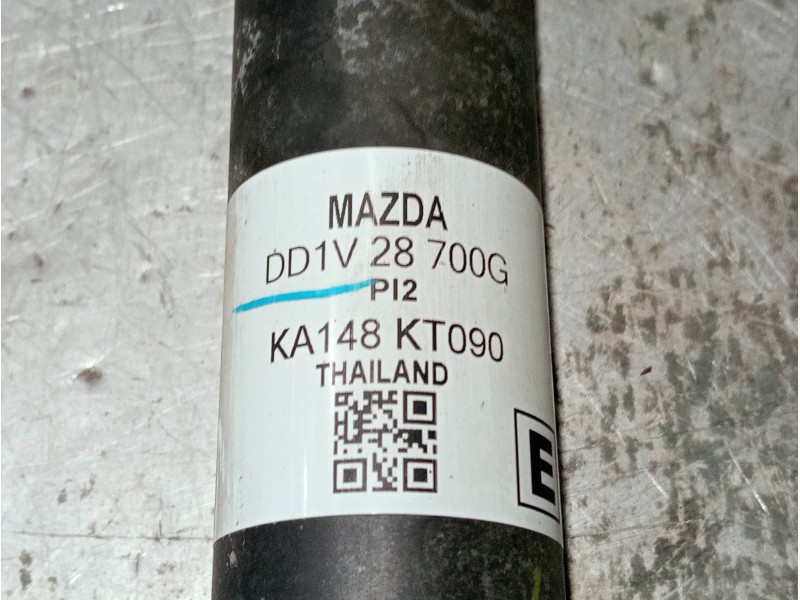 MAZDA
DD1V 28 700G
PI2
KA148 KT090
THAILAND
E